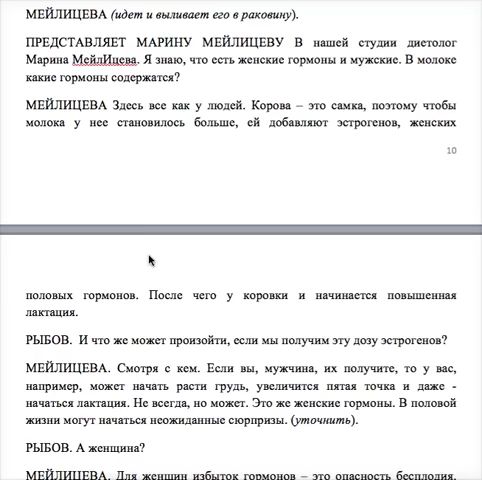 МЕЙЛИЦЕВА (идет и выливает его в раковину).
ПРЕДСТАВЛЯЕТ МАРИНУ МЕЙЛИЦЕВУ В нашей студии диетолог
Марина МейлИцева. Я знаю, что есть женские гормоны и мужские. В молоке
какие гормоны содержатся?
МЕЙЛИЦЕВА Здесь все как у людей. Корова – это самка, поэтому чтобы
молока у нее становилось больше, ей добавляют эстрогенов, женских
10
половых гормонов. После чего у коровки и начинается повышенная
лактация.
РЫБОВ. И что же может произойти, если мы получим эту дозу эстрогенов?
МЕЙЛИЦЕВА. Смотря с кем. Если вы, мужчина, их получите, то у вас,
например, может начать расти грудь, увеличится пятая точка и даже -
начаться лактация. Не всегда, но может. Это же женские гормоны. В половой
жизни могут начаться неожиданные сюрпризы. (уточнить).
РЫБОВ. А женщина?
МЕЙЛИЦЕВА. Для женщин избыток гормонов – это опасность бесплодия,